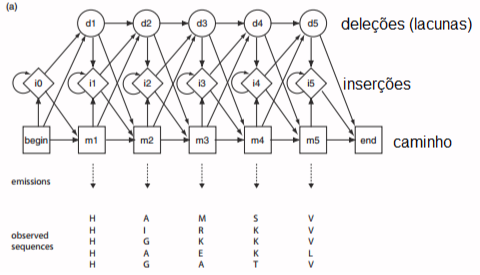 (a)
d1 d2 d3 d4 d5 deleções (lacunas)
i0 i1 i2 i3 i4 i5 inserções
begin m1 m2 m3 m4 m5 end caminho
emissions
H A M S V
H I R K V
observed
H G K K V
sequences
H A E K L
H G A T V